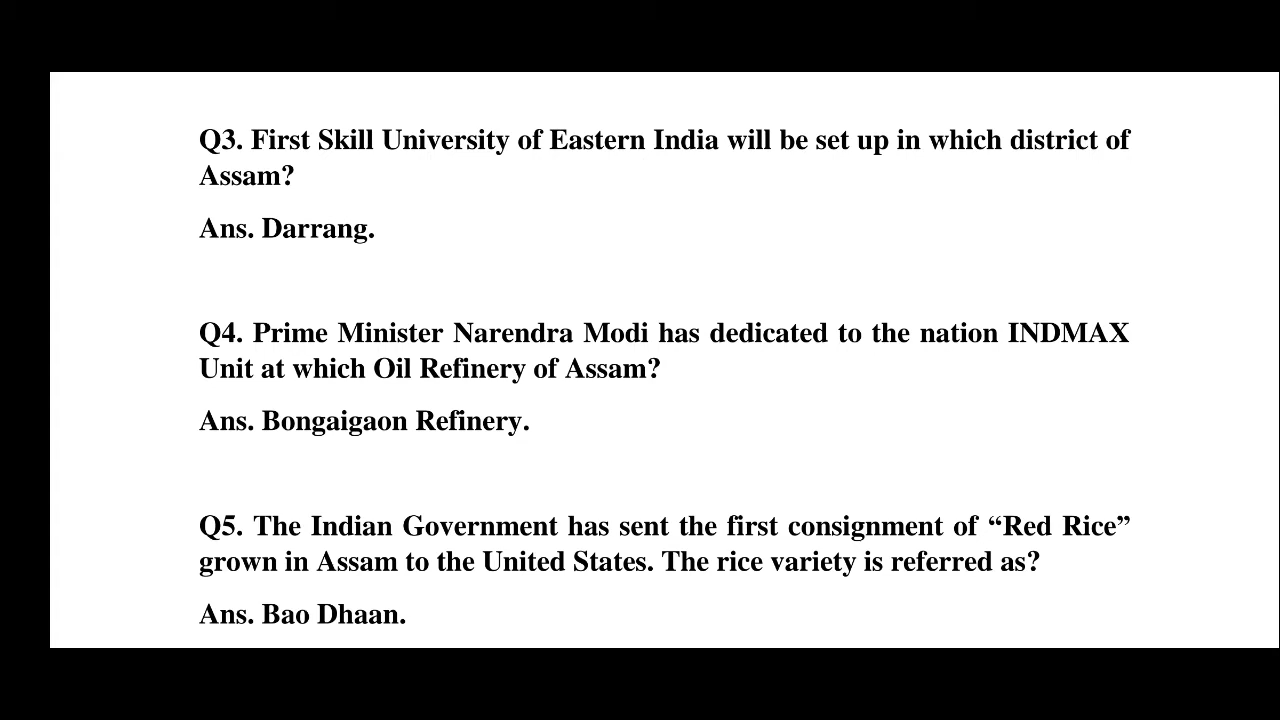 Q3. First Skill University of Eastern India will be set up in which district of
Assam?
Ans. Darrang.
Q4. Prime Minister Narendra Modi has dedicated to the nation INDMAX
Unit at which Oil Refinery of Assam?
Ans. Bongaigaon Refinery.
Q5. The Indian Government has sent the first consignment of “Red Rice”
grown in Assam to the United States. The rice variety is referred as?
Ans. Bao Dhaan.